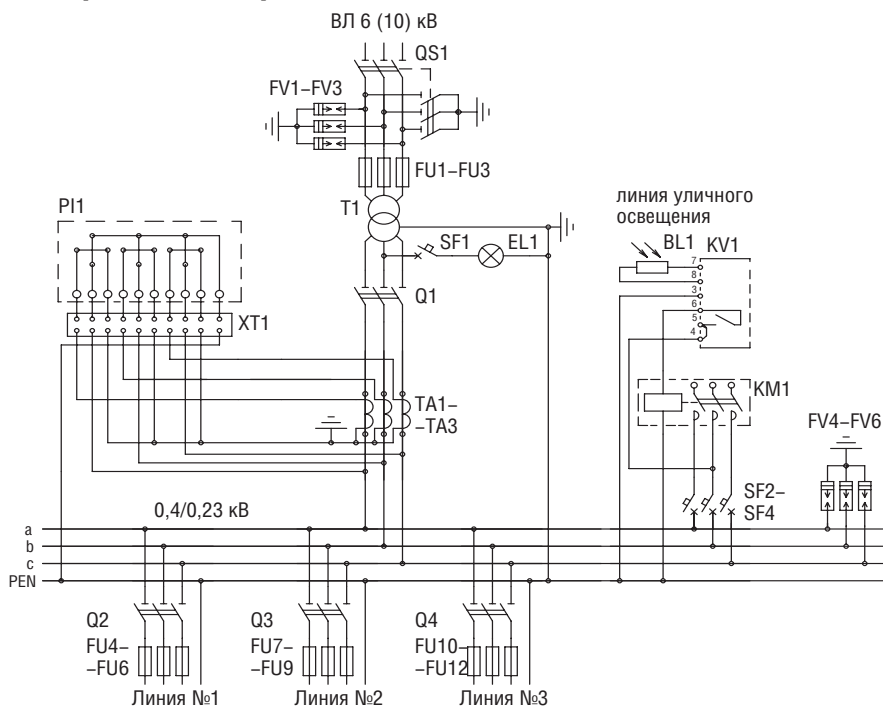 ВЛ 6 (10) кВ
QS1
FV1–FV3
FU1–FU3
T1
PI1
линия уличного
освещения
SF1
EL1
BL1
KV1
7
8
3
6
5
4
Q1
XT1
TA1–
–TA3
KM1
FV4–FV6
SF2–
SF4
0,4/0,23 кВ
a
b
c
PEN
Q2
Q3
Q4
FU4–
–FU6
FU7–
–FU9
FU10–
–FU12
Линия №1
Линия №2
Линия №3